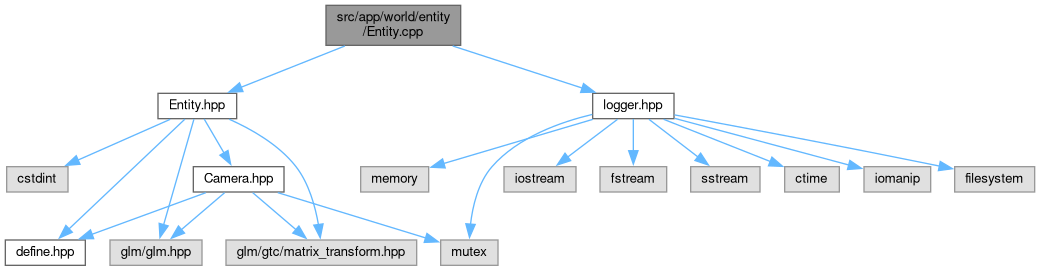 src/app/world/entity
/Entity.cpp
Entity.hpp
logger.hpp
cstdint
Camera.hpp
memory
iostream
fstream
sstream
ctime
iomanip
filesystem
define.hpp
glm/glm.hpp
glm/gtc/matrix_transform.hpp
mutex